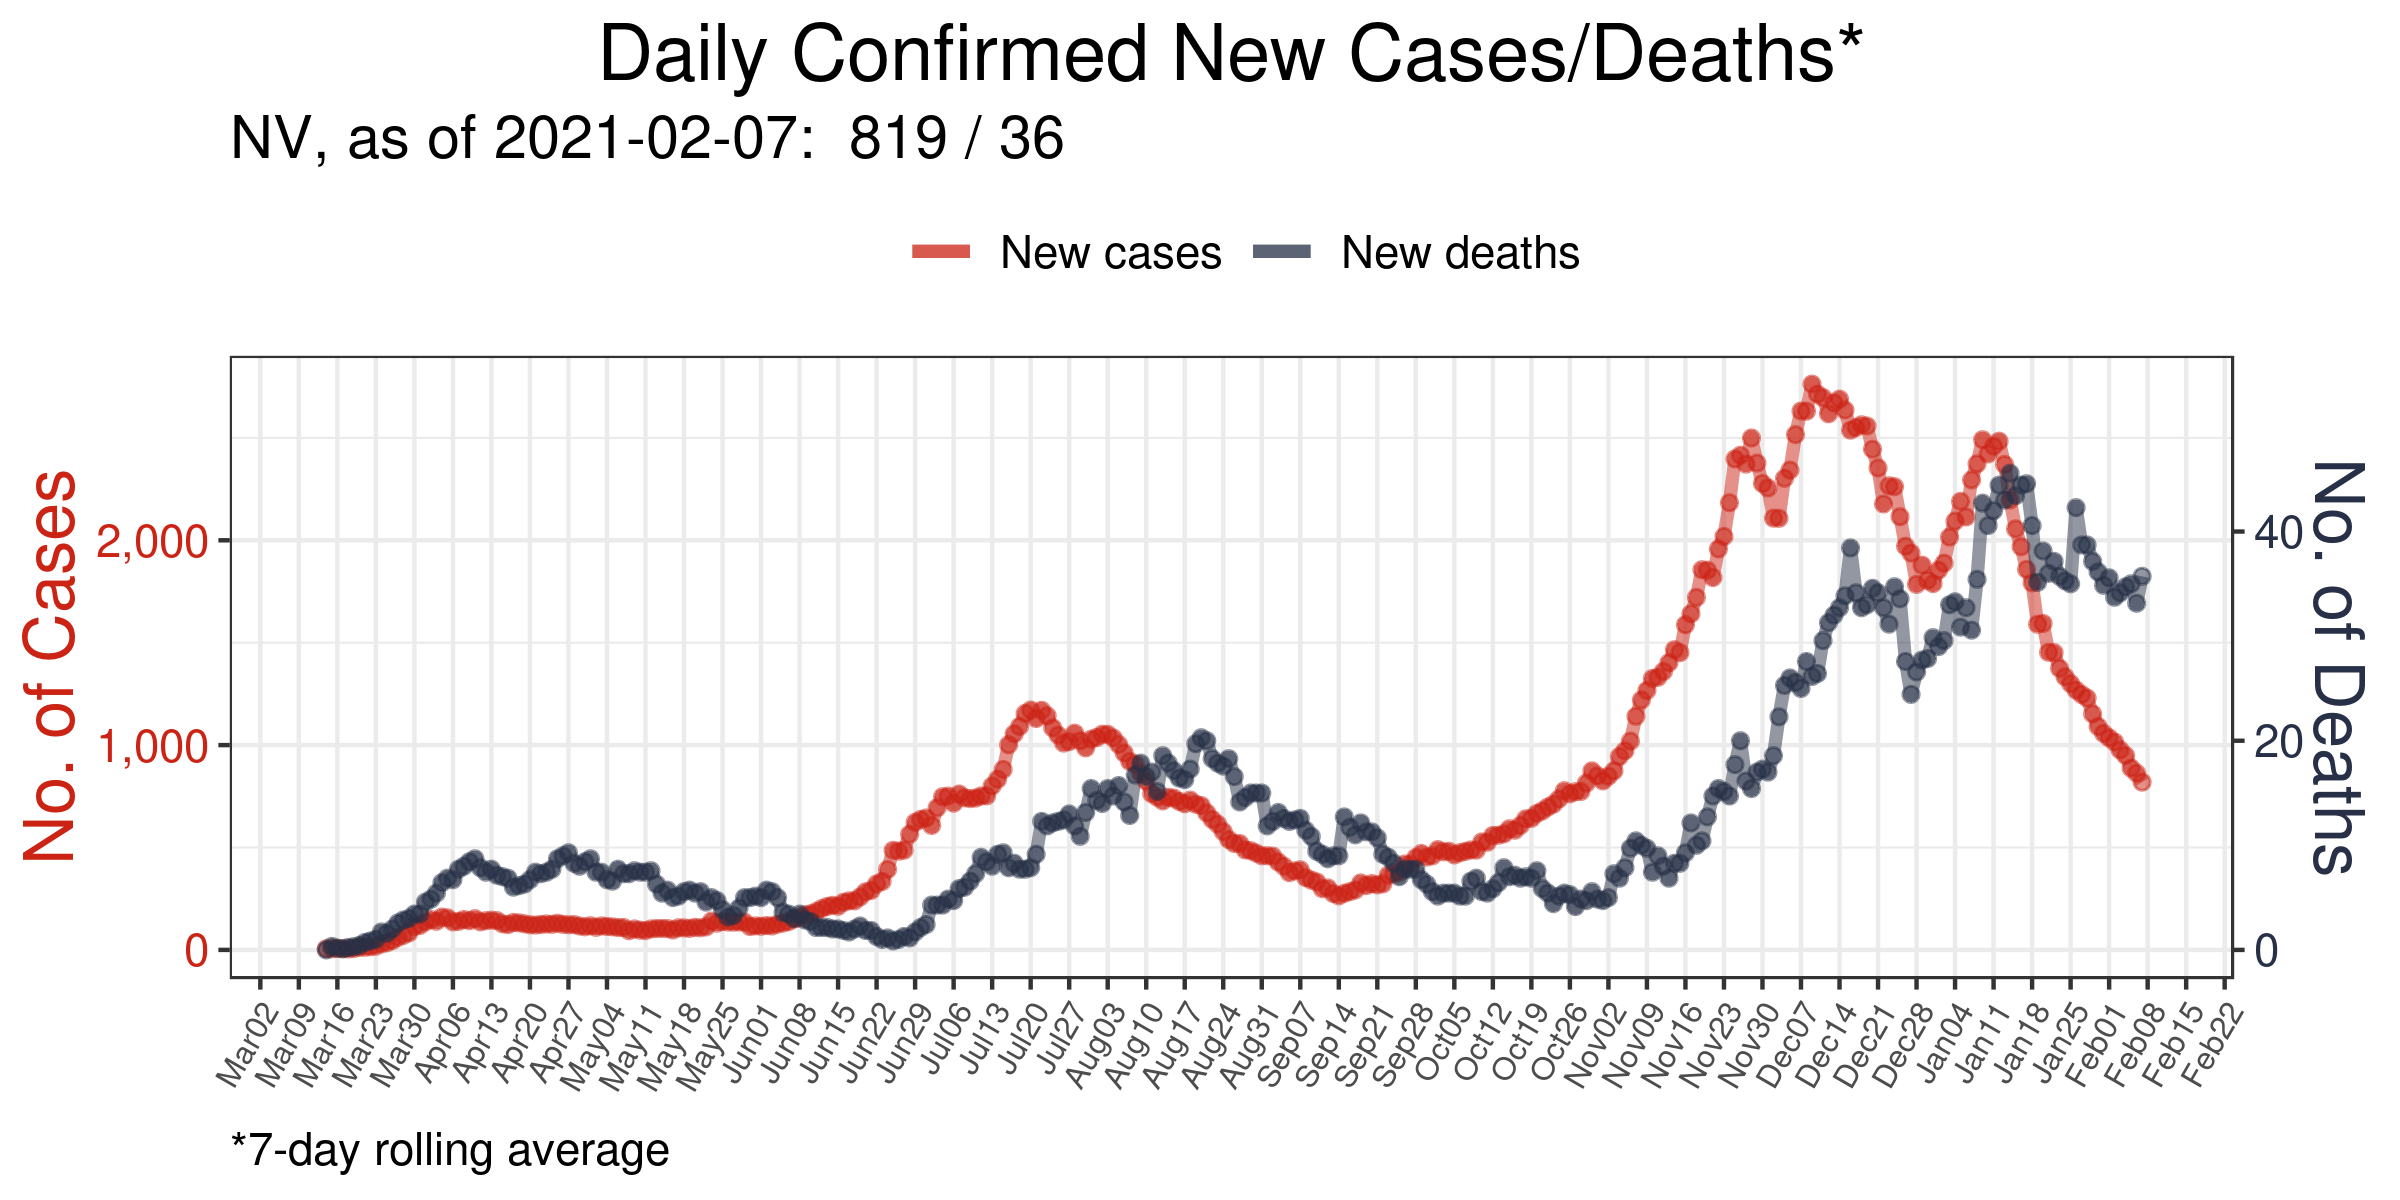 Daily Confirmed New Cases/Deaths*
NV, as of 2021-02-07:  819 / 36
New cases
New deaths
No. of Cases
2,000
1,000
0
No. of Deaths
40
20
0
Mar02
Mar09
Mar16
Mar23
Mar30
Apr06
Apr13
Apr20
Apr27
May04
May11
May18
May25
Jun01
Jun08
Jun15
Jun22
Jun29
Jul06
Jul13
Jul20
Jul27
Aug03
Aug10
Aug17
Aug24
Aug31
Sep07
Sep14
Sep21
Sep28
Oct05
Oct12
Oct19
Oct26
Nov02
Nov09
Nov16
Nov23
Nov30
Dec07
Dec14
Dec21
Dec28
Jan04
Jan11
Jan18
Jan25
Feb01
Feb08
Feb15
Feb22
*7-day rolling average